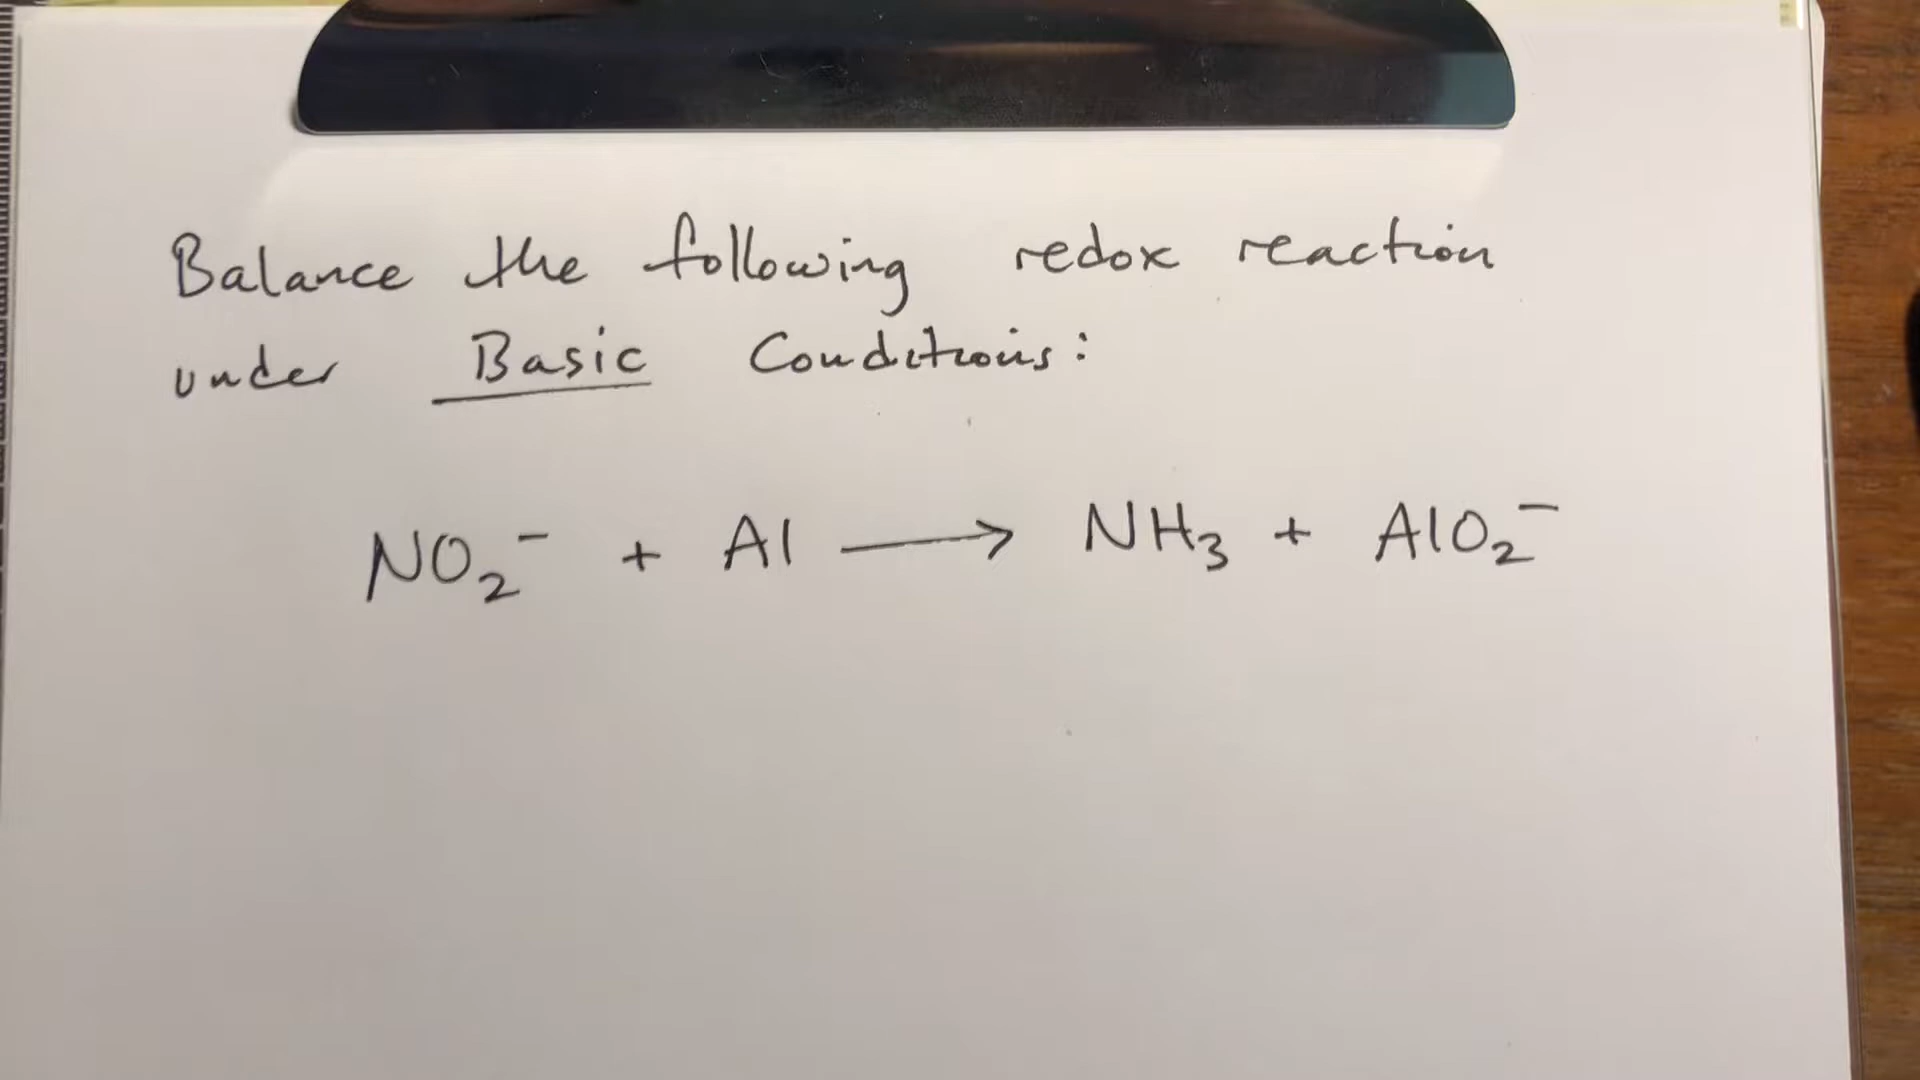 Balance the following redox reaction
under Basic Conditions:
NO₂⁻ + Al ⟶ NH₃ + AlO₂⁻